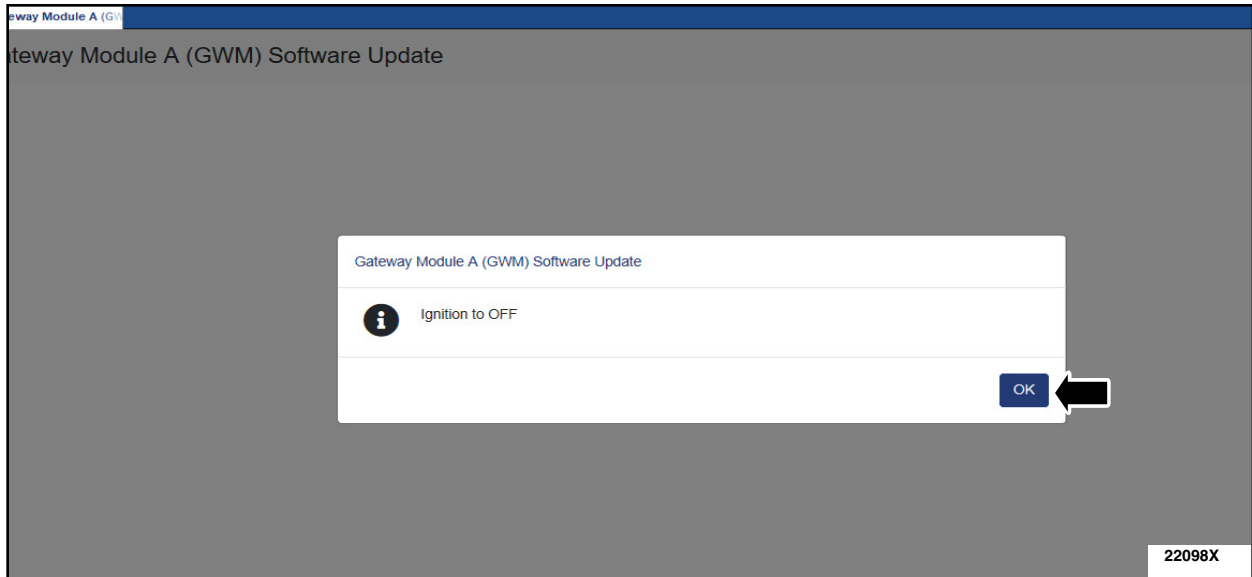 eway Module A (GW
teway Module A (GWM) Software Update
Gateway Module A (GWM) Software Update
Ignition to OFF
OK
22098X